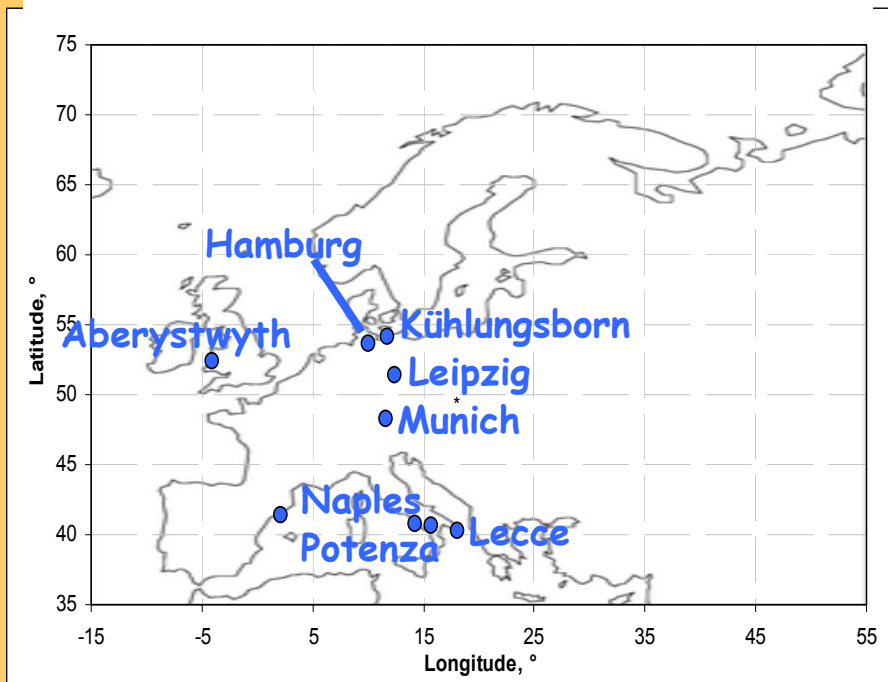 75
70
65
60
55
50
45
40
35
-15
-5
5
15
25
35
45
55
Latitude, °
Longitude, °
Hamburg
Aberystwyth
Kühlungsborn
Leipzig
*
Munich
Naples
Potenza
Lecce